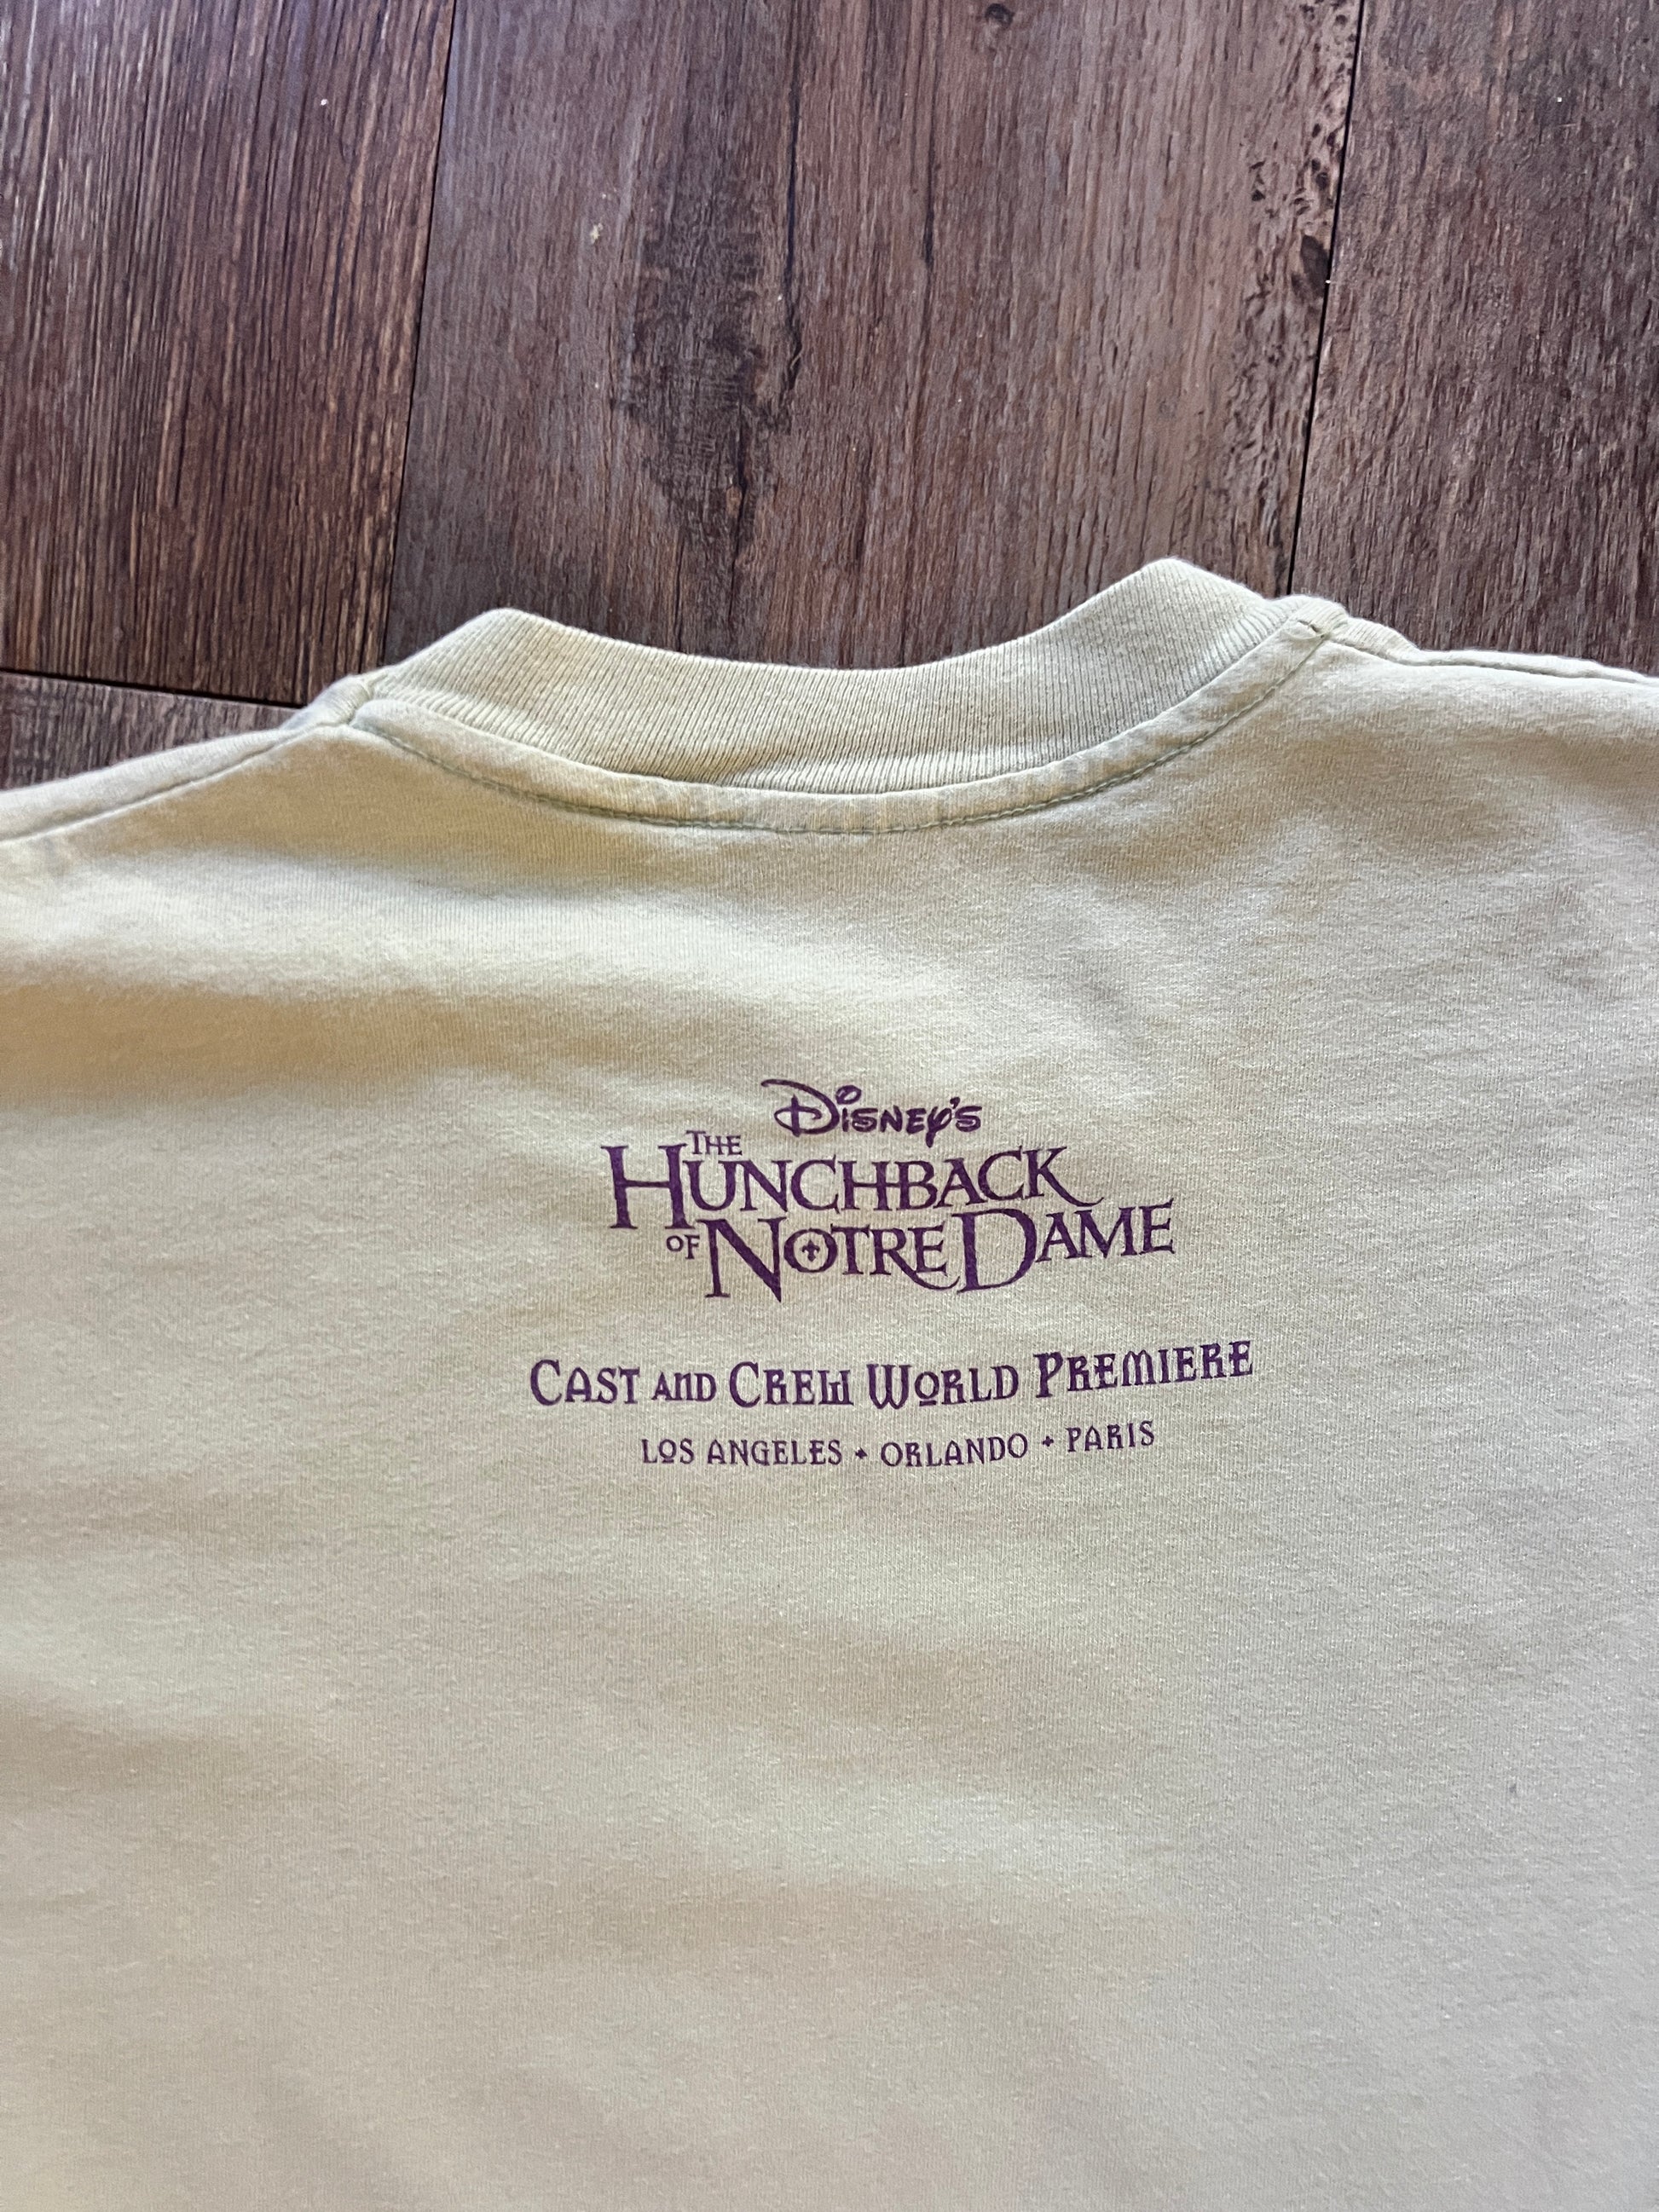 Disney's
The
Hunchback
of Notre Dame
Cast and Crew World Premiere
Los Angeles + Orlando + Paris